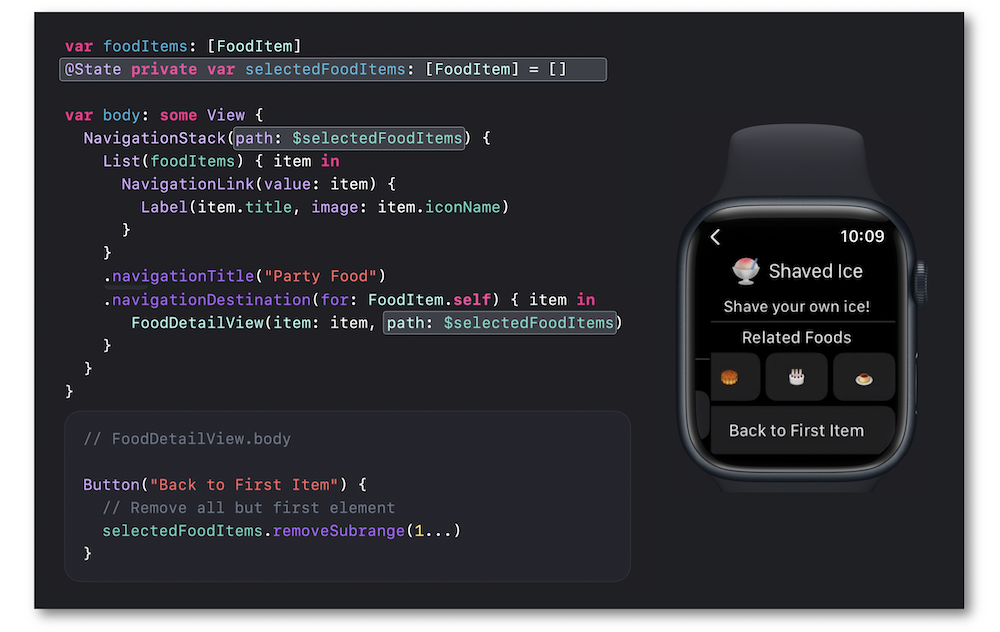 var foodItems: [FoodItem]
@State private var selectedFoodItems: [FoodItem] = []
var body: some View {
NavigationStack(path: $selectedFoodItems) {
List(foodItems) { item in
NavigationLink(value: item) {
Label(item.title, image: item.iconName)
}
}
.navigationTitle("Party Food")
.navigationDestination(for: FoodItem.self) { item in
FoodDetailView(item: item, path: $selectedFoodItems)
}
}
}
// FoodDetailView.body
Button("Back to First Item") {
// Remove all but first element
selectedFoodItems.removeSubrange(1...)
}
10:09
Shaved Ice
Shave your own ice!
Related Foods
Back to First Item